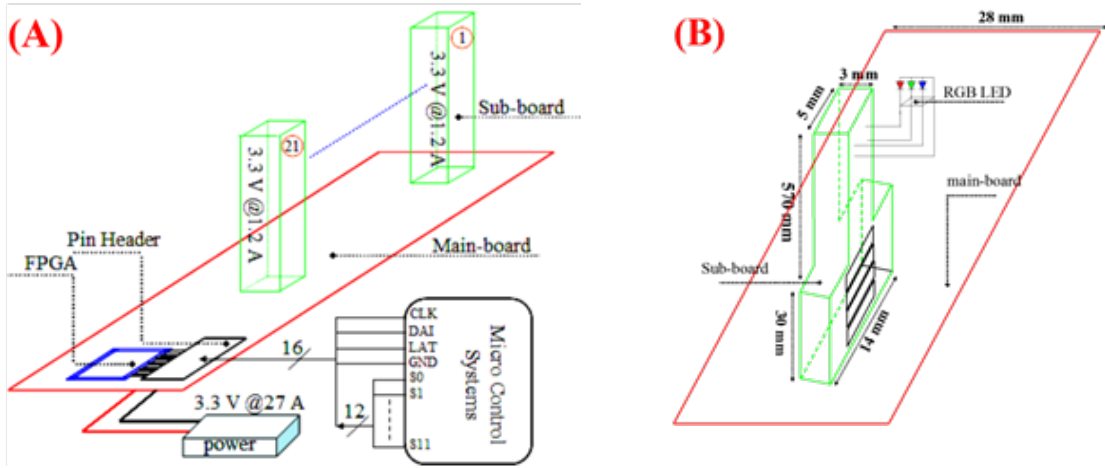 (A)
1
3.3 V @1.2 A
Sub-board
21
3.3 V @1.2 A
Pin Header
FPGA
Main-board
CLK
DAI
LAT
GND
S0
S1
S11
Micro Control
Systems
16
12
3.3 V @27 A
power
(B)
28 mm
3 mm
5 mm
RGB LED
570 mm
main-board
Sub-board
30 mm
14 mm